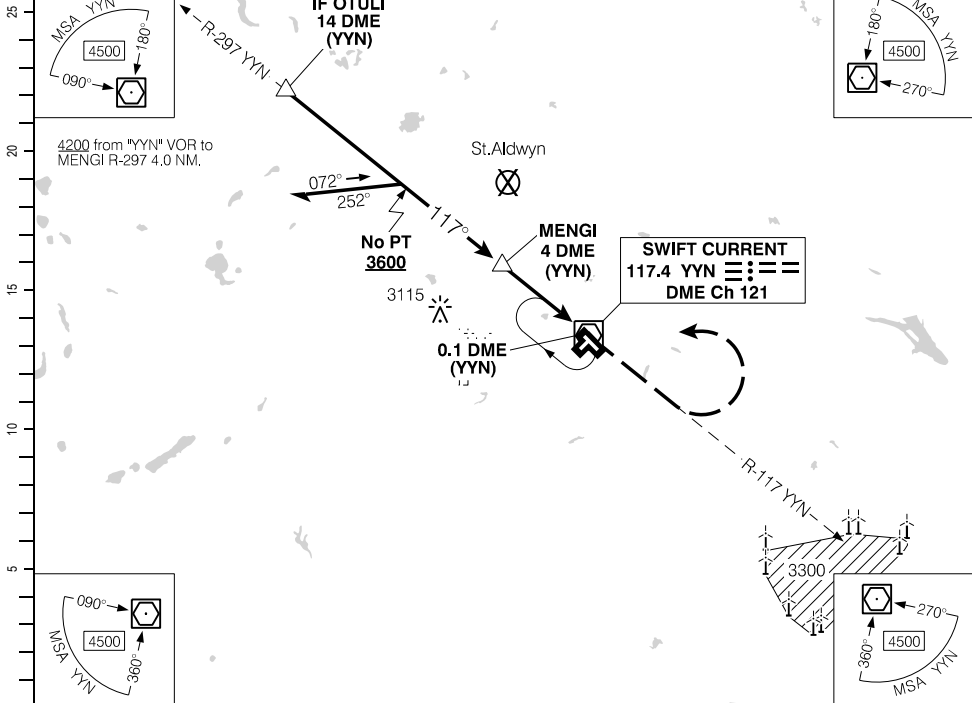 25
MSA YYN
4500
180°
090°
R-297 YYN
IF OTULI
14 DME
(YYN)
MSA YYN
180°
4500
270°
4200 from "YYN" VOR to
MENGI R-297 4.0 NM.
20
St.Aldwyn
072°
252°
117°
No PT
3600
MENGI
4 DME
(YYN)
SWIFT CURRENT
117.4 YYN
DME Ch 121
15
3115
0.1 DME
(YYN)
10
R-117 YYN
5
3300
090°
4500
MSA YYN
360°
270°
4500
360°
MSA YYN